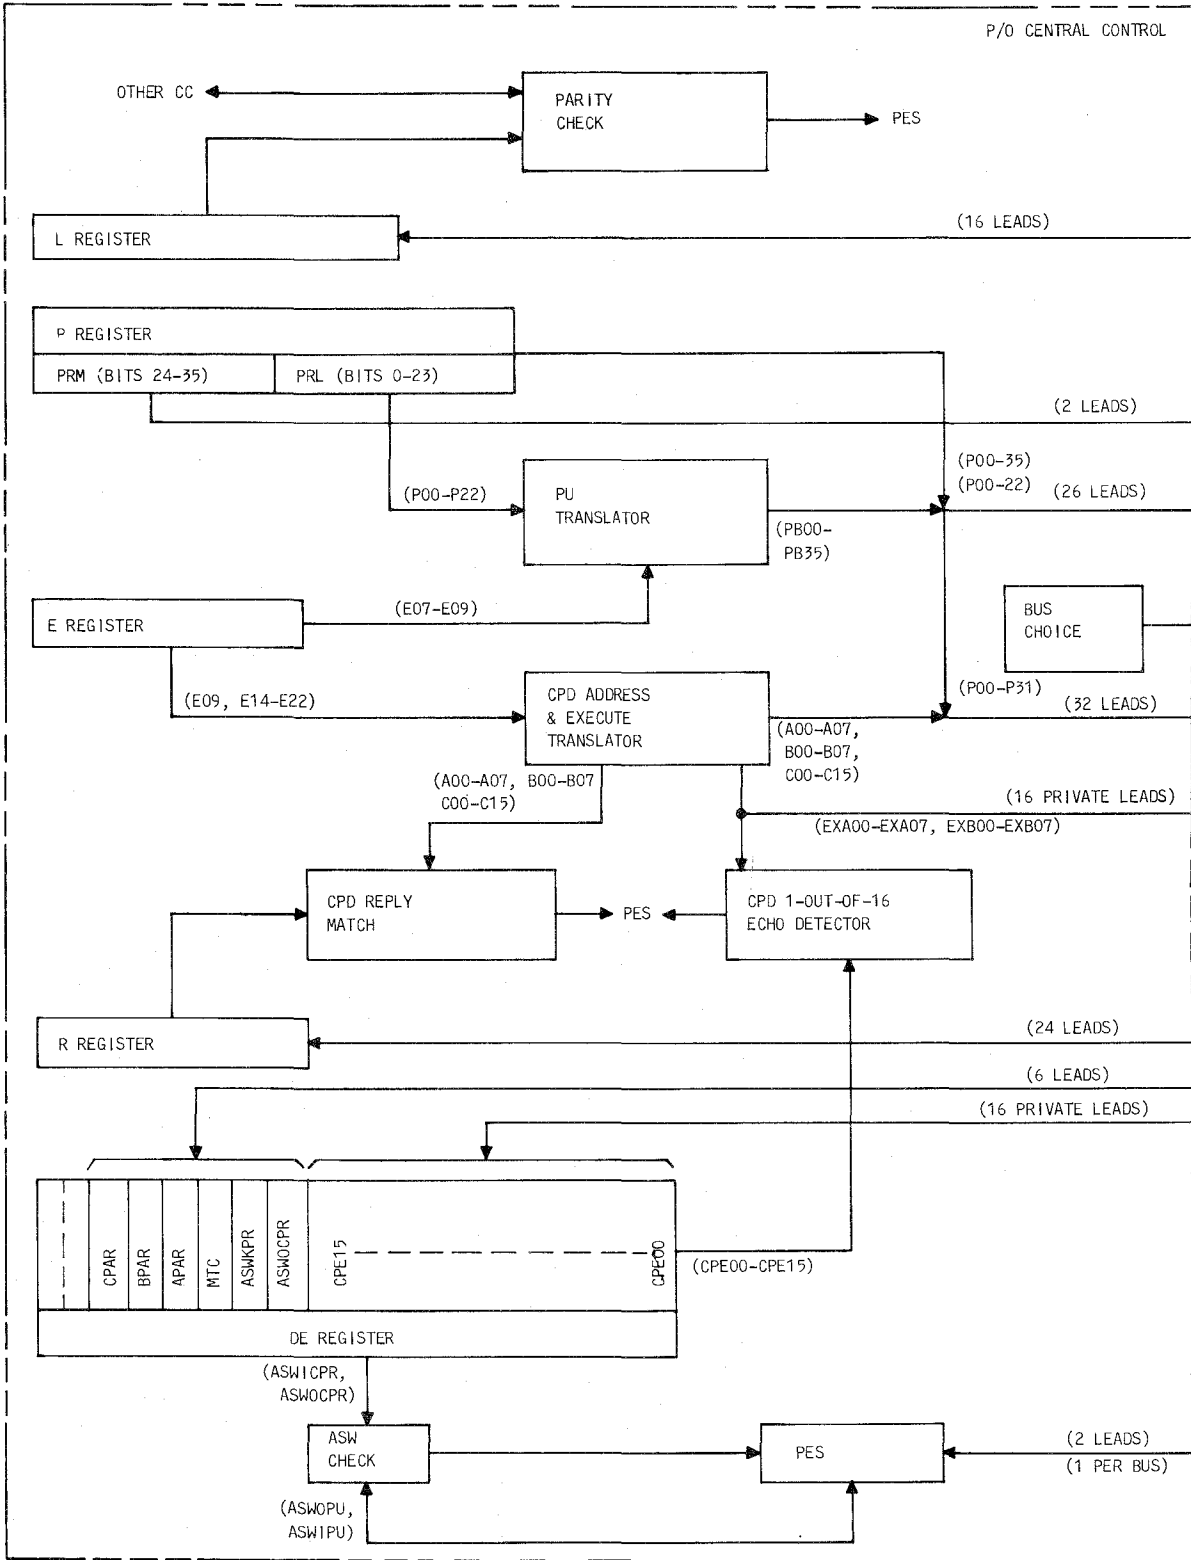 P/O CENTRAL CONTROL
OTHER CC
PARITY
CHECK
PES
(16 LEADS)
L REGISTER
P REGISTER
PRM (BITS 24-35)
PRL (BITS 0-23)
(2 LEADS)
(P00-35)
(P00-22)
(26 LEADS)
(P00-P22)
PU
TRANSLATOR
(PB00-
PB35)
(E07-E09)
E REGISTER
BUS
CHOICE
(E09, E14-E22)
CPD ADDRESS
& EXECUTE
TRANSLATOR
(P00-P31)
(32 LEADS)
(A00-A07,
B00-B07,
C00-C15)
(A00-A07, B00-B07
C00-C15)
(16 PRIVATE LEADS)
(EXA00-EXA07, EXB00-EXB07)
CPD REPLY
MATCH
PES
CPD 1-OUT-OF-16
ECHO DETECTOR
R REGISTER
(24 LEADS)
(6 LEADS)
(16 PRIVATE LEADS)
CPAR
BPAR
APAR
MTC
ASWKPR
ASWOCPR
CPE15
CPE00
(CPE00-CPE15)
DE REGISTER
(ASWICPR,
ASWOCPR)
ASW
CHECK
PES
(2 LEADS)
(1 PER BUS)
(ASWOPU,
ASWIPU)